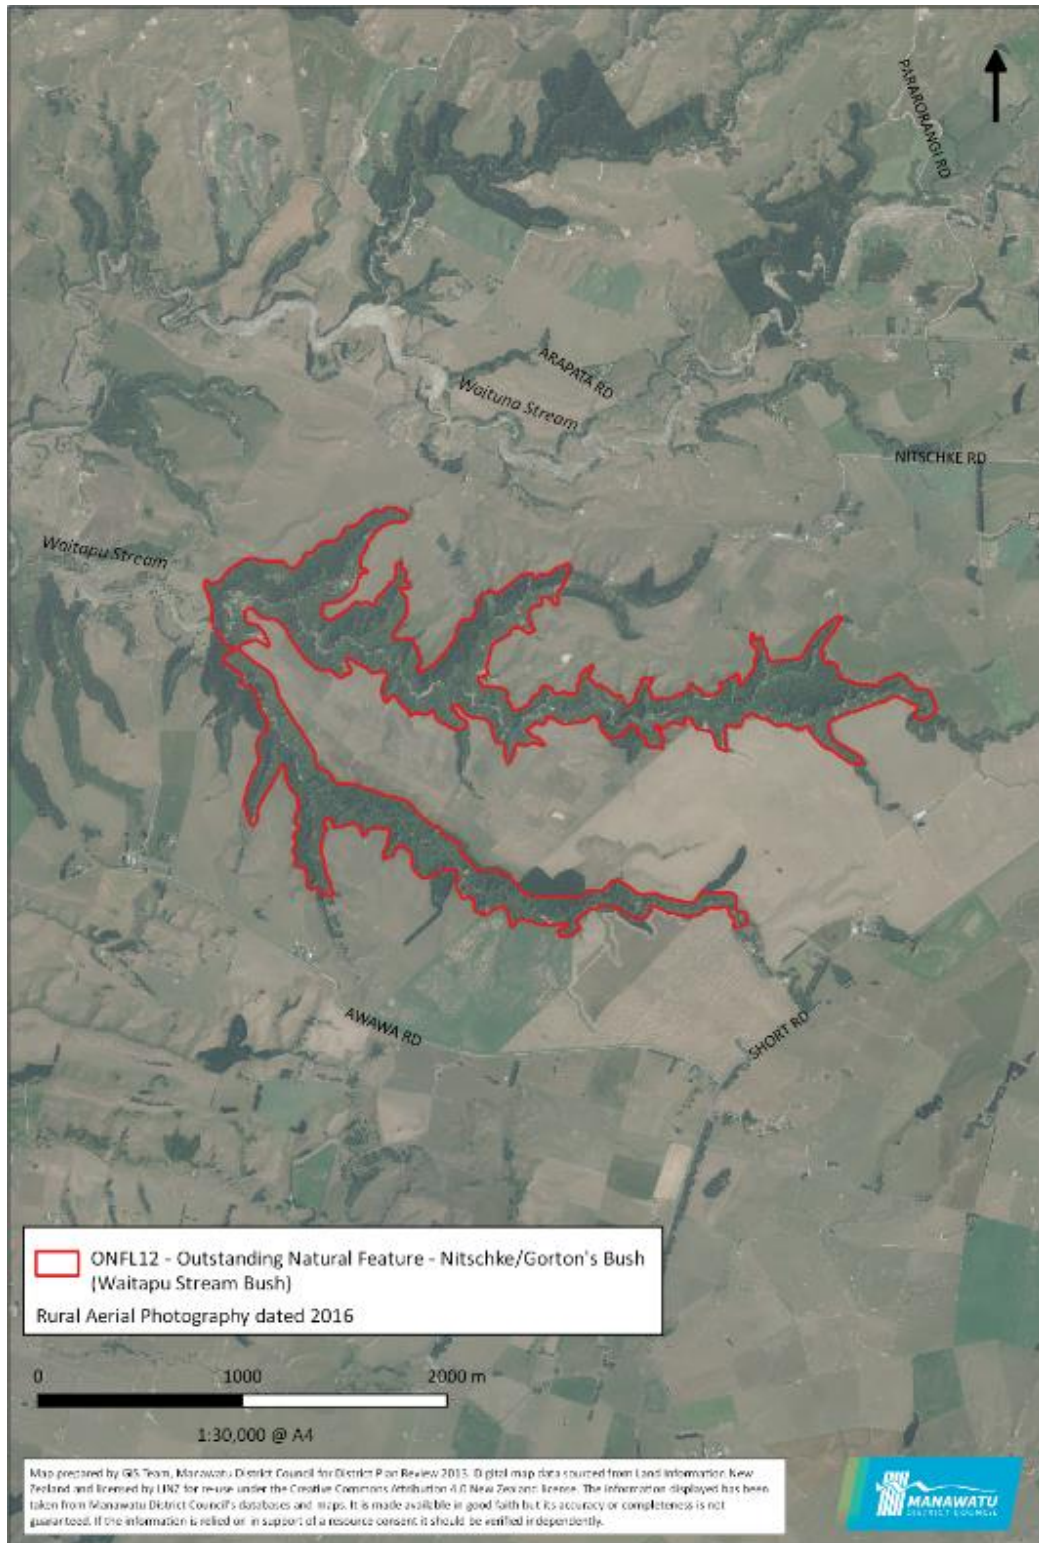 PARARORANGI RD
ARAPATA RD
Waituna Stream
NITSCHKE RD
Waitapu Stream
AWAWA RD
SHORT RD
ONFL12 - Outstanding Natural Feature - Nitschke/Gorton's Bush
(Waitapu Stream Bush)
Rural Aerial Photography dated 2016
0 1000 2000 m
1:30,000 @ A4
Map prepared by GIS Team, Manawatu District Council for District Plan Review 2013. Digital map data sourced from Land Information New
Zealand and licensed by LINZ for re-use under the Creative Commons Attribution 4.0 New Zealand license. The information displayed has been
taken from Manawatu District Council's databases and maps. It is made available in good faith but its accuracy or completeness is not
guaranteed. If the information is relied on in support of a resource consent it should be verified independently.
MANAWATU
DISTRICT COUNCIL